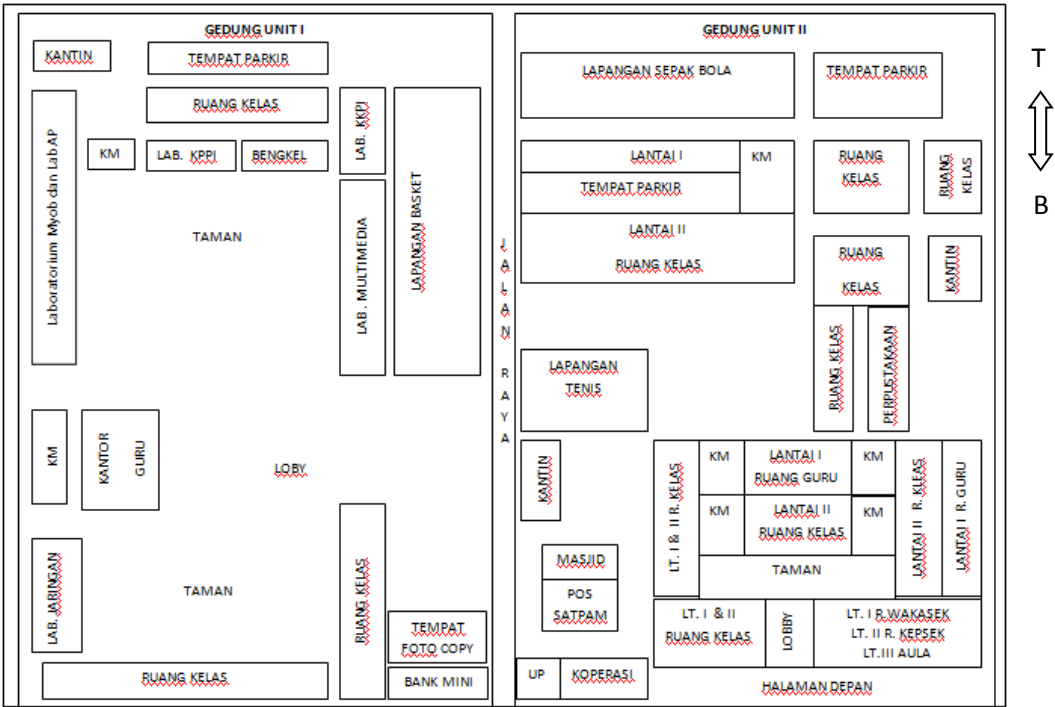 GEDUNG UNIT I
KANTIN
TEMPAT PARKIR
RUANG KELAS
LAB. KKPI
Laboratorium Myob dan Lab AP
KM
LAB. KPPI
BENGKEL
LAPANGAN BASKET
TAMAN
LAB. MULTIMEDIA
KM
KANTOR
GURU
LOBY
LAB. JARINGAN
TAMAN
RUANG KELAS
TEMPAT
FOTO COPY
RUANG KELAS
BANK MINI
JALAN RAYA
GEDUNG UNIT II
LAPANGAN SEPAK BOLA
TEMPAT PARKIR
LANTAI I
KM
TEMPAT PARKIR
LANTAI II
RUANG KELAS
RUANG
KELAS
RUANG
KELAS
RUANG
KELAS
KANTIN
RUANG KELAS
PERPUSTAKAAN
LAPANGAN
TENIS
KANTIN
LT. I & II R. KELAS
KM
LANTAI I
RUANG GURU
KM
KM
LANTAI II
RUANG KELAS
KM
LANTAI II R. KLEAS
LANTAI I R. GURU
TAMAN
MASJID
POS
SATPAM
LT. I & II
RUANG KELAS
LOBBY
LT. I R.WAKASEK
LT. II R. KEPSEK
LT.III AULA
UP
KOPERASI
HALAMAN DEPAN
T
B